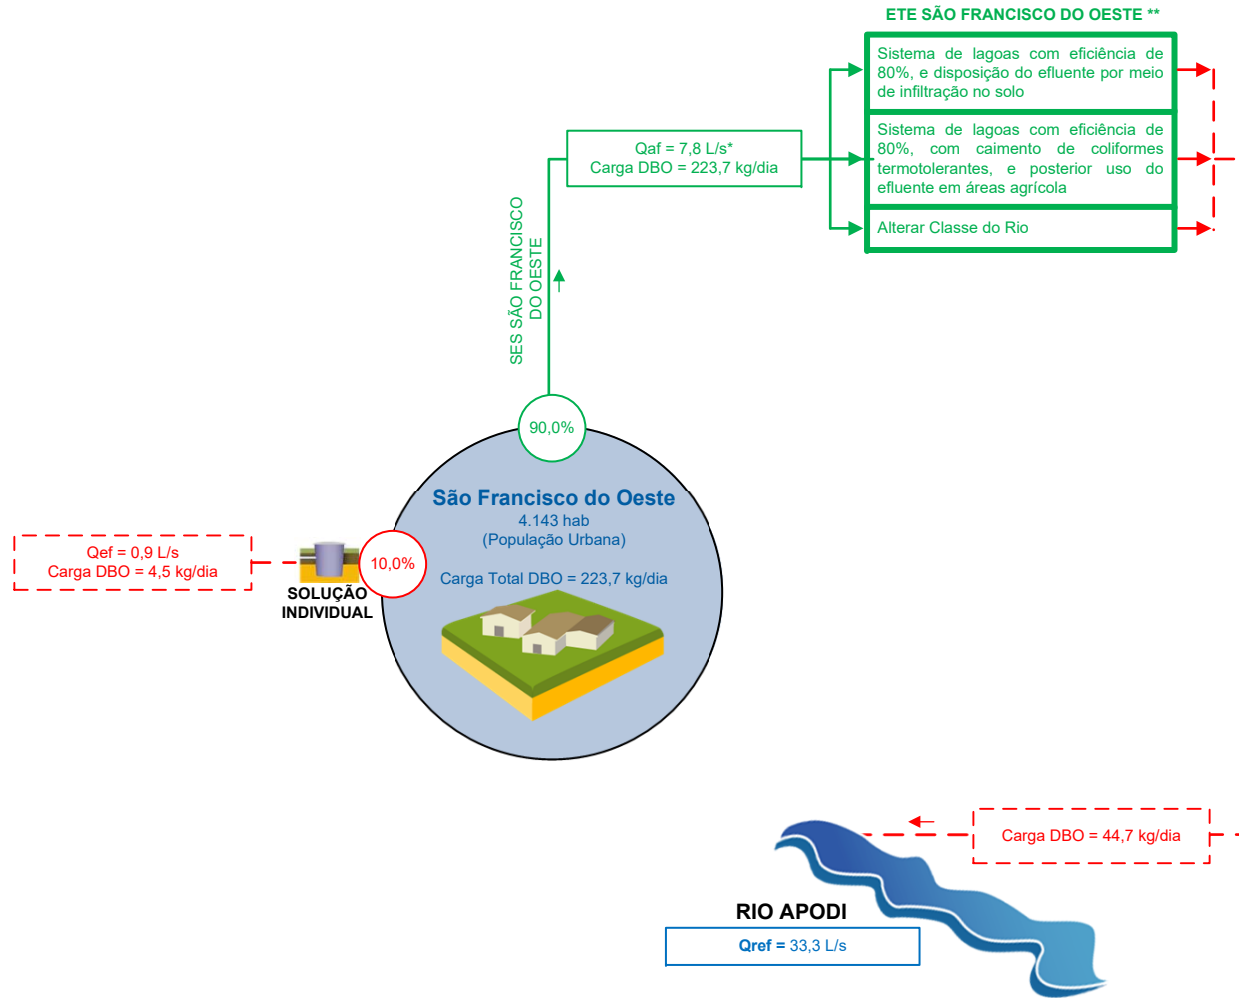 ETE SÃO FRANCISCO DO OESTE **
Sistema de lagoas com eficiência de
80%, e disposição do efluente por meio
de infiltração no solo
Sistema de lagoas com eficiência de
80%, com caimento de coliformes
termotolerantes, e posterior uso do
efluente em áreas agrícola
Alterar Classe do Rio
Qaf = 7,8 L/s*
Carga DBO = 223,7 kg/dia
SES SÃO FRANCISCO
DO OESTE
90,0%
São Francisco do Oeste
4.143 hab
(População Urbana)
Carga Total DBO = 223,7 kg/dia
10,0%
SOLUÇÃO
INDIVIDUAL
Qef = 0,9 L/s
Carga DBO = 4,5 kg/dia
Carga DBO = 44,7 kg/dia
RIO APODI
Qref = 33,3 L/s